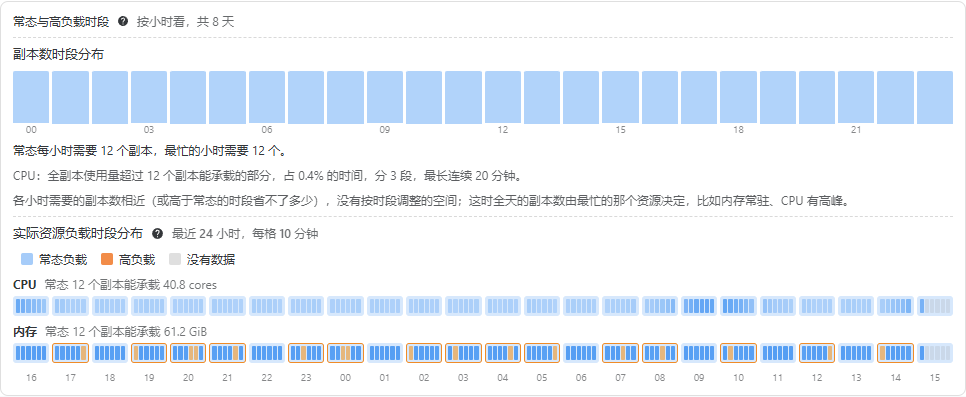 常态与高负载时段 ? 按小时看，共 8 天
副本数时段分布
00 03 06 09 12 15 18 21
常态每小时需要 12 个副本，最忙的小时需要 12 个。
CPU：全副本使用量超过 12 个副本能承载的部分，占 0.4% 的时间，分 3 段，最长连续 20 分钟。
各小时需要的副本数相近（或高于常态的时段省不了多少），没有按时段调整的空间；这时全天的副本数由最忙的那个资源决定，比如内存常驻、CPU 有高峰。
实际资源负载时段分布 ? 最近 24 小时，每格 10 分钟
常态负载 高负载 没有数据
CPU 常态 12 个副本能承载 40.8 cores
内存 常态 12 个副本能承载 61.2 GiB
16 17 18 19 20 21 22 23 00 01 02 03 04 05 06 07 08 09 10 11 12 13 14 15